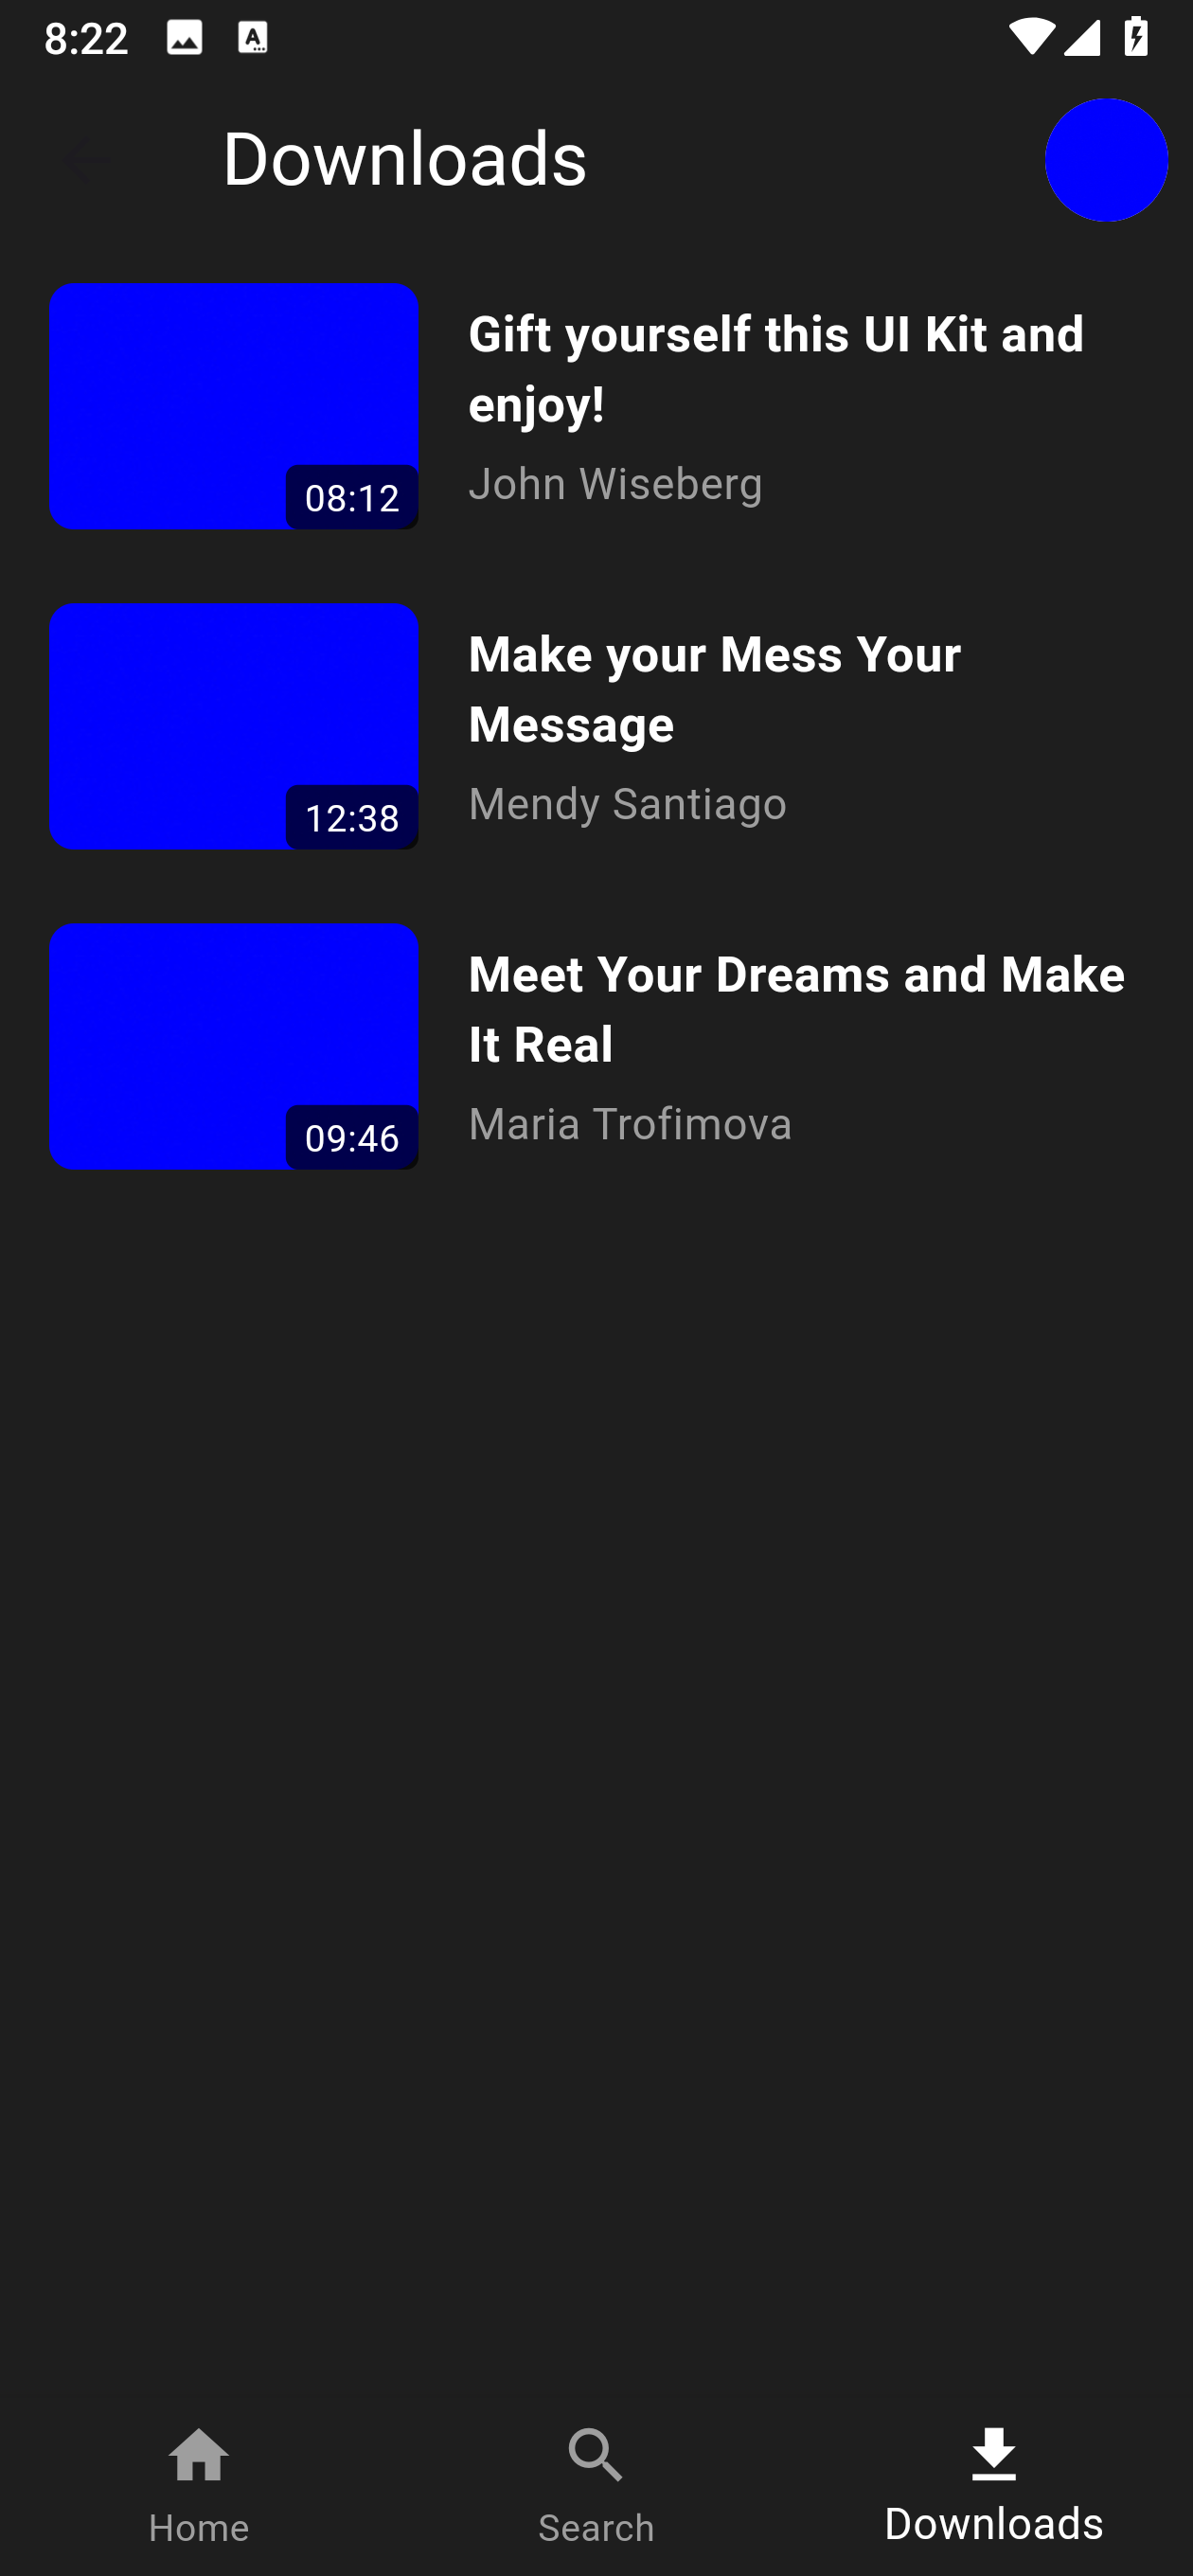 8:22
Downloads
Gift yourself this UI Kit and
enjoy!
John Wiseberg
08:12
Make your Mess Your
Message
Mendy Santiago
12:38
Meet Your Dreams and Make
It Real
Maria Trofimova
09:46
Home
Search
Downloads